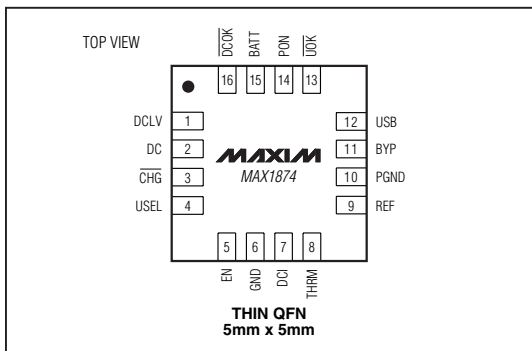 TOP VIEW
DCOK BATT PON UOK
16 15 14 13
DCLV 1
DC 2
CHG 3
USEL 4
MAXIM
MAX1874
12 USB
11 BYP
10 PGND
9 REF
5 6 7 8
EN GND DCI THRM
THIN QFN
5mm x 5mm